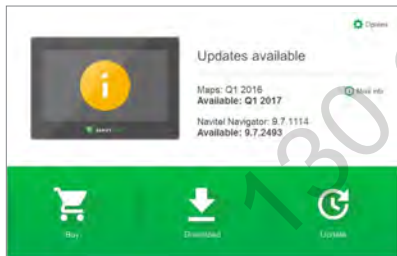 Options
Updates available
Maps: Q1 2016
Available: Q1 2017
More info
Navitel Navigator: 9.7.1114
Available: 9.7.2493
Buy
Download
Update
130